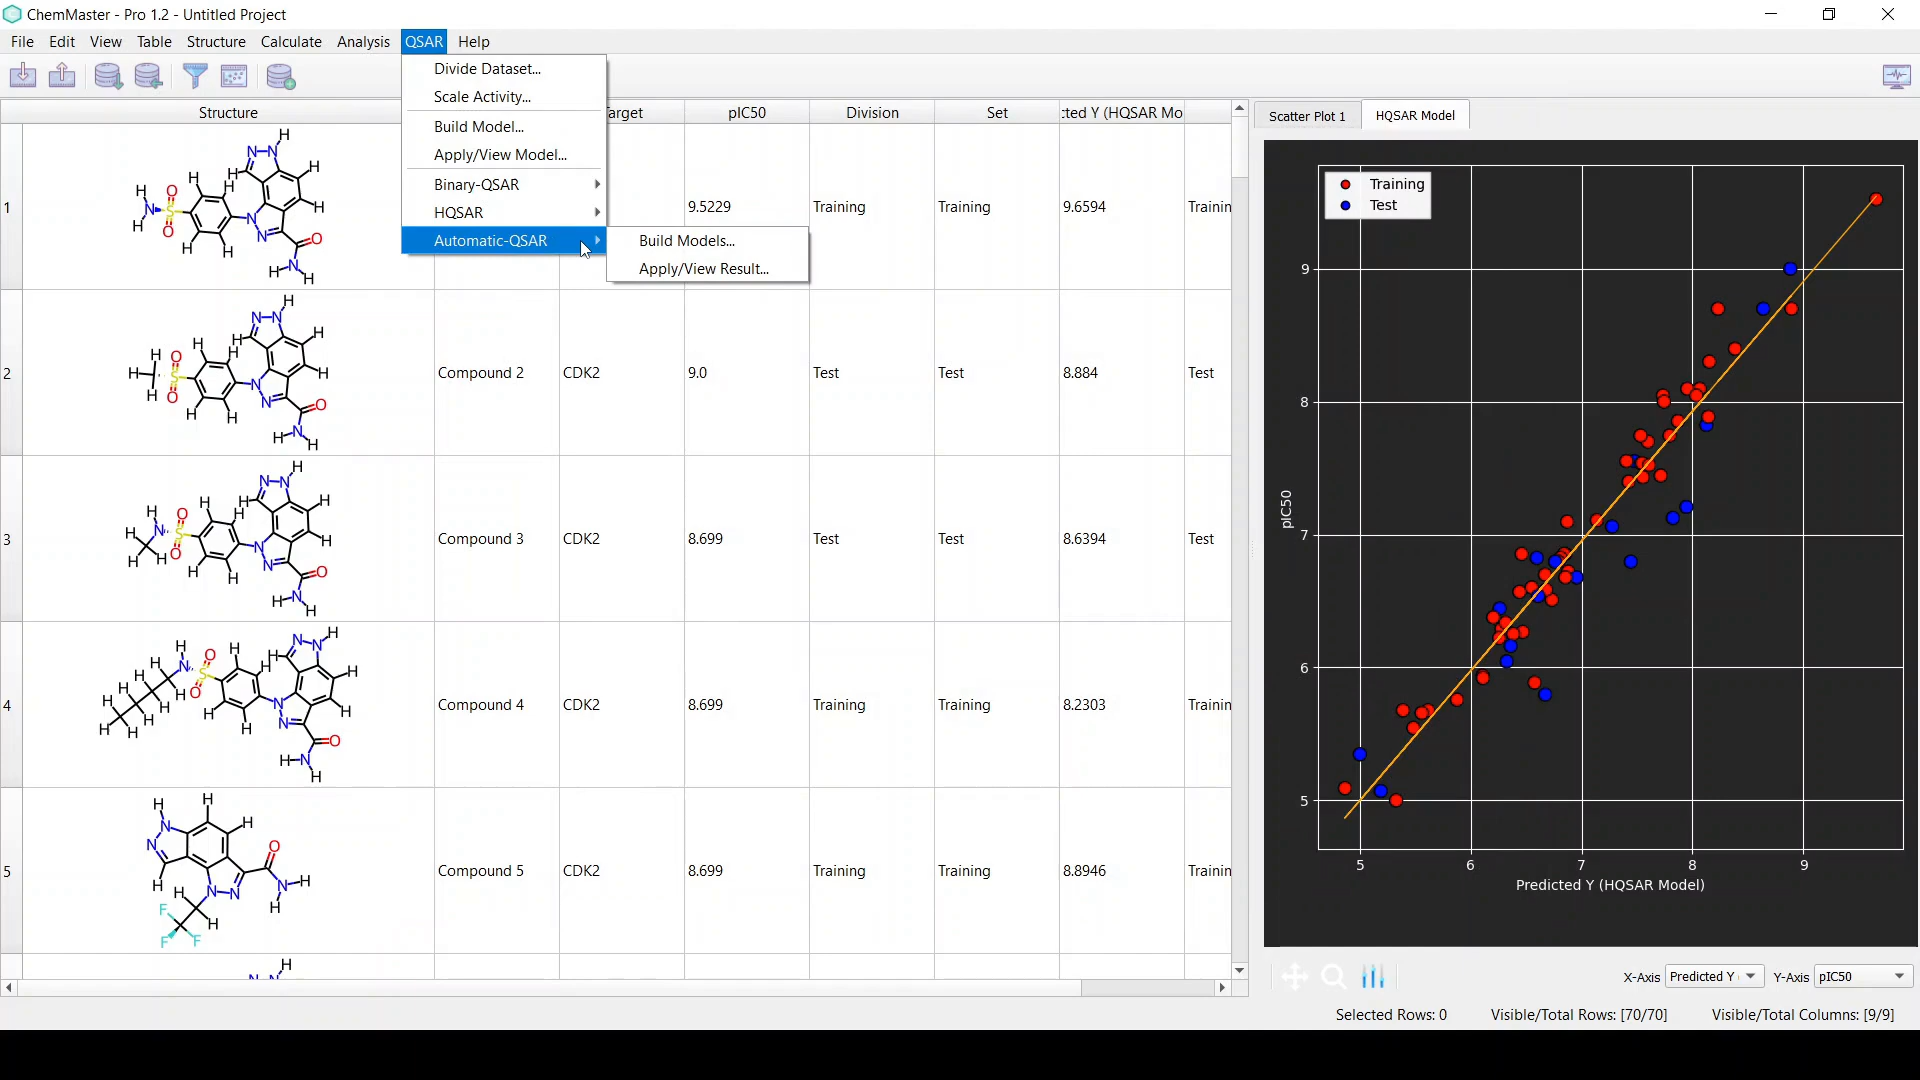 ChemMaster - Pro 1.2 - Untitled Project
File Edit View Table Structure Calculate Analysis QSAR Help
Divide Dataset...
Scale Activity...
Build Model...
Apply/View Model...
Binary-QSAR
HQSAR
Automatic-QSAR
Build Models...
Apply/View Result...
Structure arget pIC50 Division Set cted Y (HQSAR Mo
1 9.5229 Training Training 9.6594 Trainin
2 Compound 2 CDK2 9.0 Test Test 8.884 Test
3 Compound 3 CDK2 8.699 Test Test 8.6394 Test
4 Compound 4 CDK2 8.699 Training Training 8.2303 Trainin
5 Compound 5 CDK2 8.699 Training Training 8.8946 Trainin
Scatter Plot 1 HQSAR Model
Training
Test
9
8
7
6
5
pIC50
5 6 7 8 9
Predicted Y (HQSAR Model)
X-Axis Predicted Y Y-Axis pIC50
Selected Rows: 0 Visible/Total Rows: [70/70] Visible/Total Columns: [9/9]